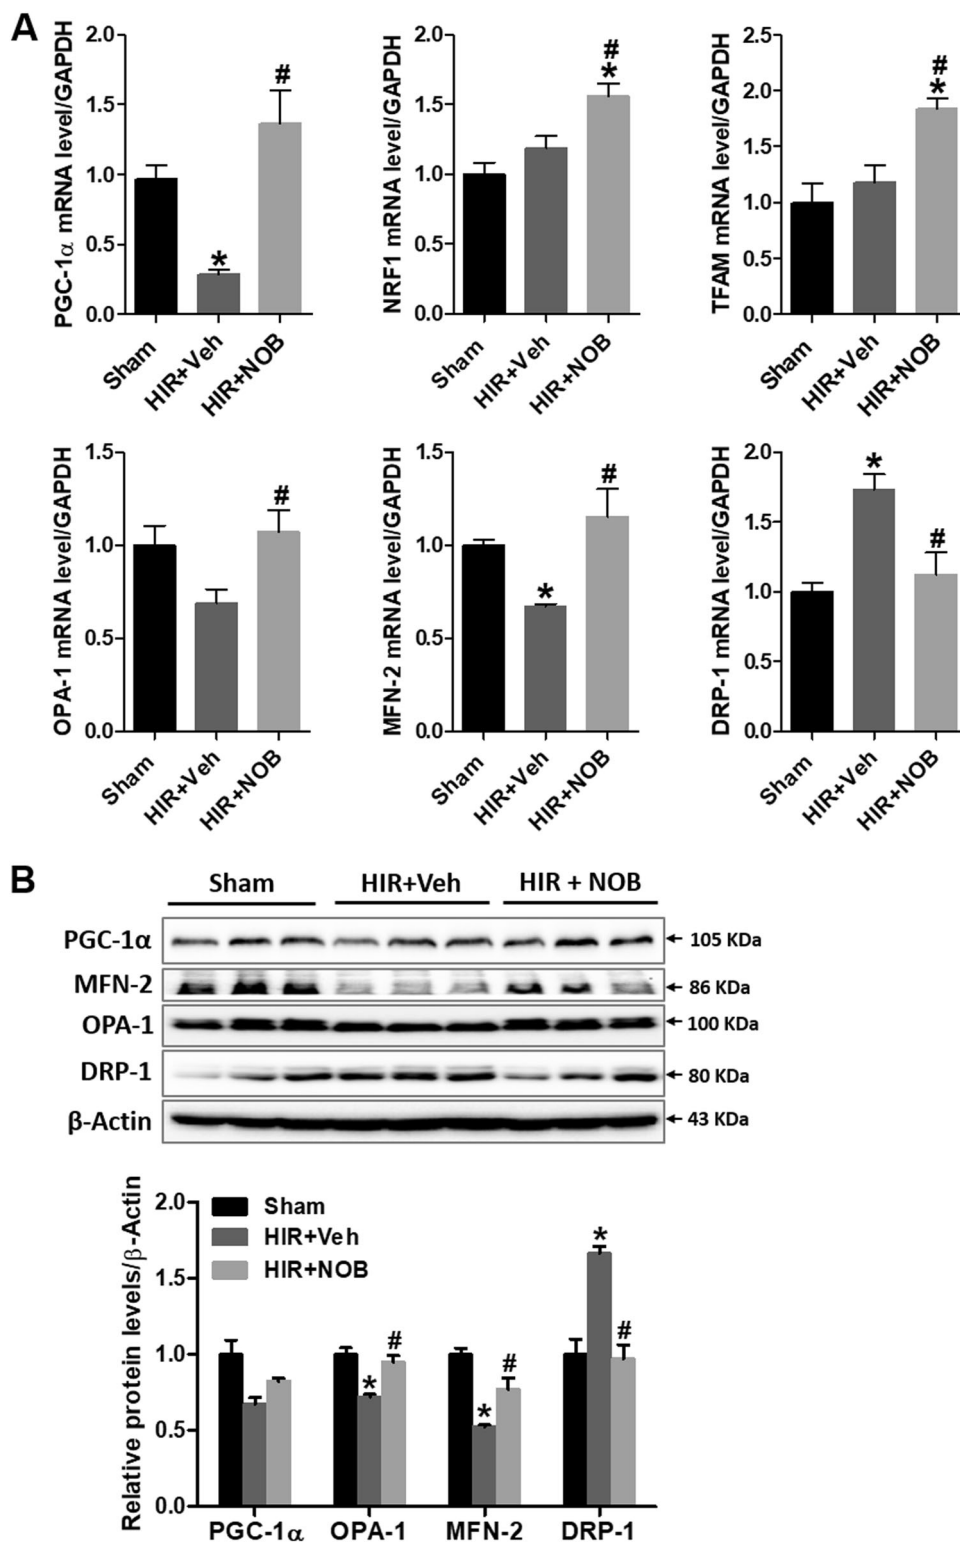 A
PGC-1α mRNA level/GAPDH
2.0
1.5
1.0
0.5
0.0
#
*
Sham
HIR+Veh
HIR+NOB
NRF1 mRNA level/GAPDH
2.0
1.5
1.0
0.5
0.0
#
*
Sham
HIR+Veh
HIR+NOB
TFAM mRNA level/GAPDH
2.5
2.0
1.5
1.0
0.5
0.0
#
*
Sham
HIR+Veh
HIR+NOB
OPA-1 mRNA level/GAPDH
1.5
1.0
0.5
0.0
#
Sham
HIR+Veh
HIR+NOB
MFN-2 mRNA level/GAPDH
1.5
1.0
0.5
0.0
*
#
Sham
HIR+Veh
HIR+NOB
DRP-1 mRNA level/GAPDH
2.0
1.5
1.0
0.5
0.0
*
#
Sham
HIR+Veh
HIR+NOB
B
Sham HIR+Veh HIR + NOB
PGC-1α ← 105 KDa
MFN-2 ← 86 KDa
OPA-1 ← 100 KDa
DRP-1 ← 80 KDa
β-Actin ← 43 KDa
Relative protein levels/β-Actin
2.0
1.5
1.0
0.5
0.0
Sham
HIR+Veh
HIR+NOB
* #
* #
* #
PGC-1α OPA-1 MFN-2 DRP-1